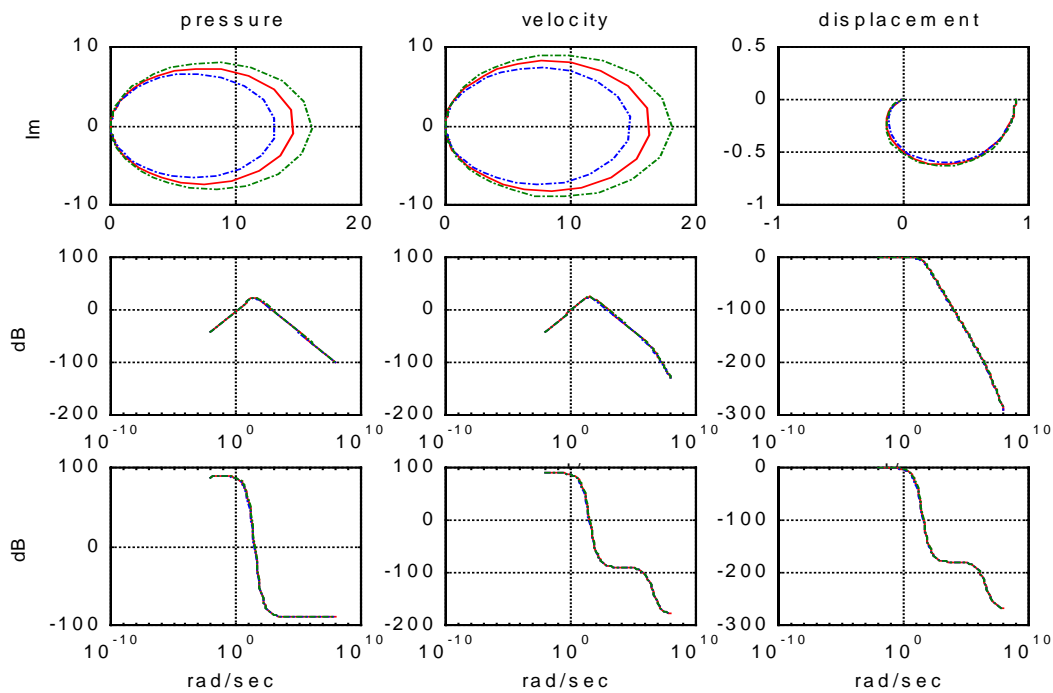 pressure velocity displacement
10 10 0.5
Im 0 0 0
-0.5
-10 -10 -1
0 10 20 0 10 20 -1 0 1
100 100 0
dB 0 0 -100
-100 -100 -200
-200 -200 -300
10^-10 10^0 10^10 10^-10 10^0 10^10 10^-10 10^0 10^10
100 100 0
dB 0 0 -100
-100 -200
-100 -200 -300
10^-10 10^0 10^10 10^-10 10^0 10^10 10^-10 10^0 10^10
rad/sec rad/sec rad/sec